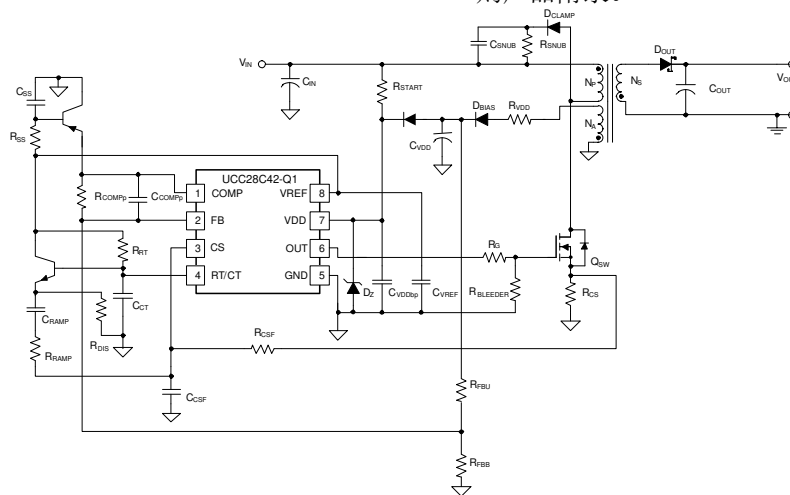 DCLAMP
CSNUB
RSNUB
VIN
CIN
RSTART
NP
NS
DOUT
COUT
CSS
RSS
DBIAS
RVDD
CVDD
NA
UCC28C42-Q1
RCOMPp
CCOMPp
1 COMP VREF 8
2 FB VDD 7
3 CS OUT 6
4 RT/CT GND 5
RRT
CCT
RG
QSW
DZ
CVDDbp
CVREF
RBLEEDER
RCS
CRAMP
RDIS
RRAMP
RCSF
CCSF
RFBU
RFBB